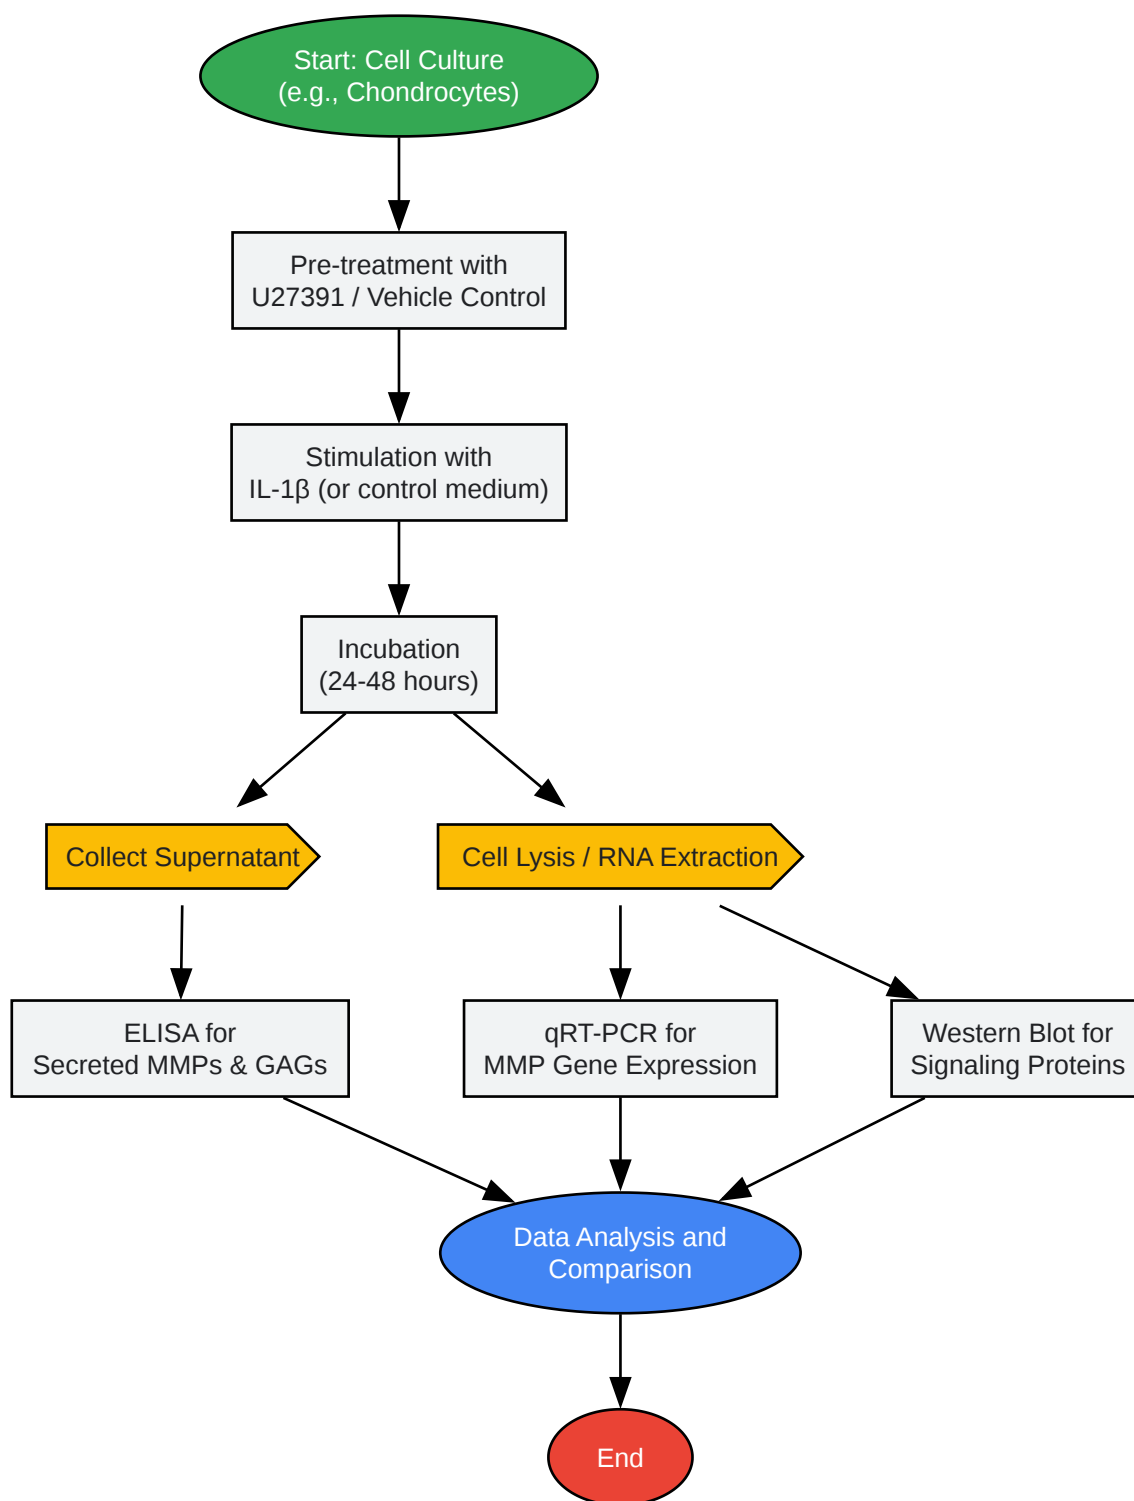 Start: Cell Culture
(e.g., Chondrocytes)
Pre-treatment with
U27391 / Vehicle Control
Stimulation with
IL-1β (or control medium)
Incubation
(24-48 hours)
Collect Supernatant
Cell Lysis / RNA Extraction
ELISA for
Secreted MMPs & GAGs
qRT-PCR for
MMP Gene Expression
Western Blot for
Signaling Proteins
Data Analysis and
Comparison
End